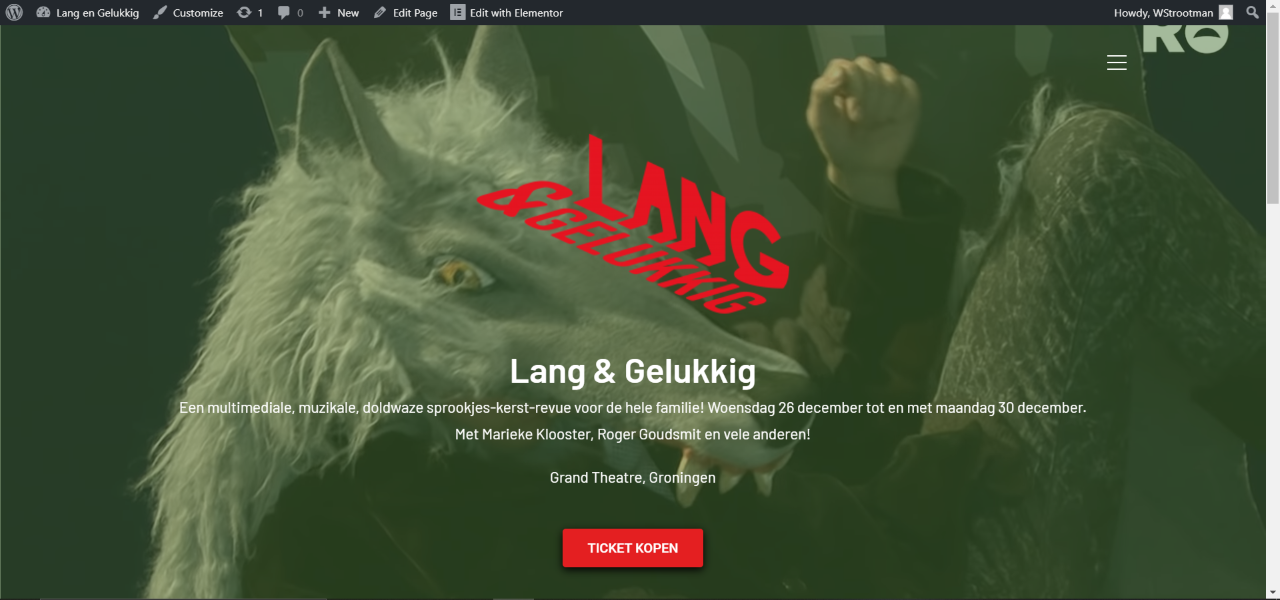 Lang en Gelukkig Customize 1 0 New Edit Page Edit with Elementor Howdy, WStrootman
RO
LANG
& GELUKKIG
Lang & Gelukkig
Een multimediale, muzikale, doldwaze sprookjes-kerst-revue voor de hele familie! Woensdag 26 december tot en met maandag 30 december.
Met Marieke Klooster, Roger Goudsmit en vele anderen!
Grand Theatre, Groningen
TICKET KOPEN